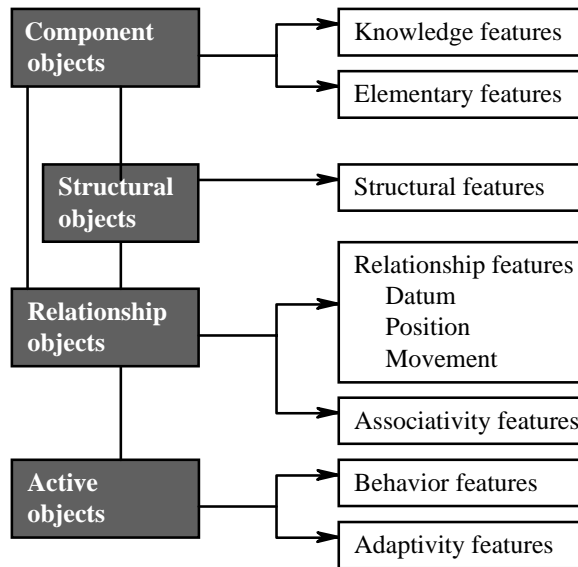 Component
objects
Knowledge features
Elementary features
Structural
objects
Structural features
Relationship
objects
Relationship features
Datum
Position
Movement
Associativity features
Active
objects
Behavior features
Adaptivity features